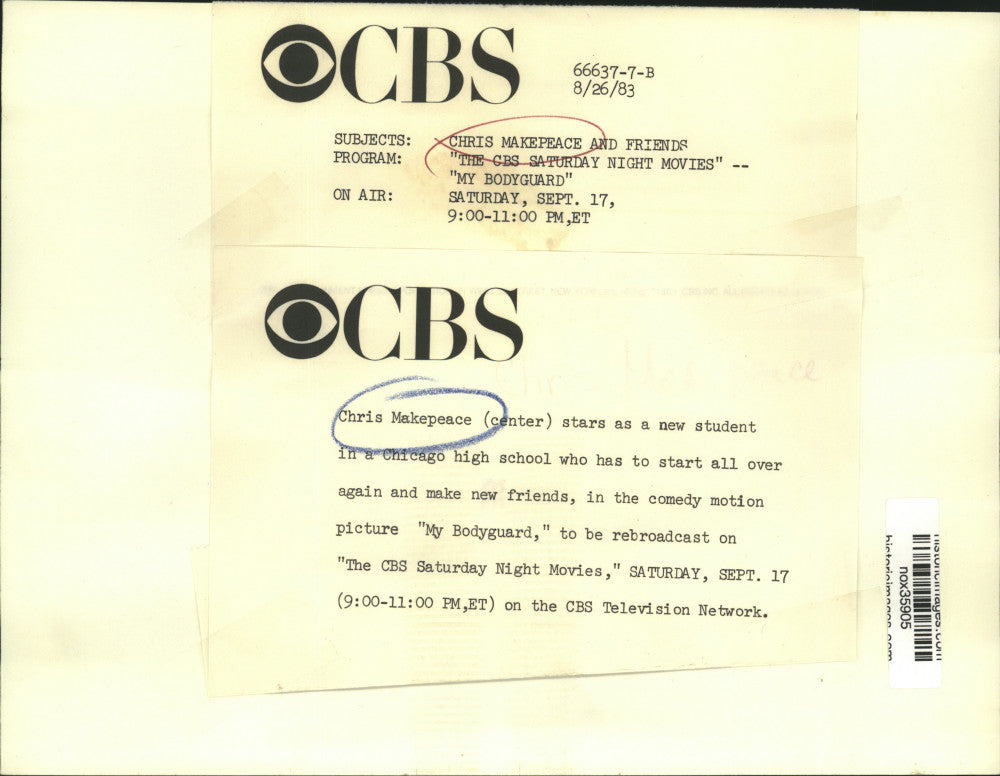 CBS
66637-7-B
8/26/83
SUBJECTS: CHRIS MAKEPEACE AND FRIENDS
PROGRAM: "THE CBS SATURDAY NIGHT MOVIES" --
"MY BODYGUARD"
ON AIR: SATURDAY, SEPT. 17,
9:00-11:00 PM,ET
CBS
Chris Makepeace (center) stars as a new student
in a Chicago high school who has to start all over
again and make new friends, in the comedy motion
picture "My Bodyguard," to be rebroadcast on
"The CBS Saturday Night Movies," SATURDAY, SEPT. 17
(9:00-11:00 PM,ET) on the CBS Television Network.
historicimages.com
nox35905
historicimages.com